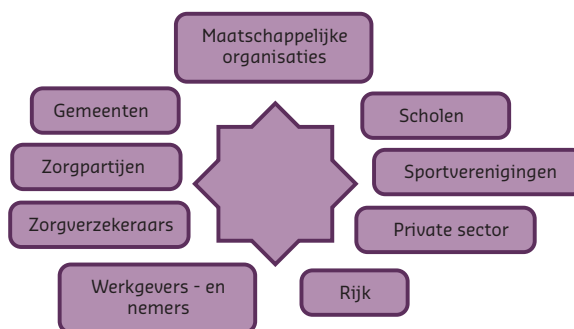 Maatschappelijke
organisaties
Gemeenten
Scholen
Zorgpartijen
Sportverenigingen
Zorgverzekeraars
Private sector
Werkgevers - en
nemers
Rijk